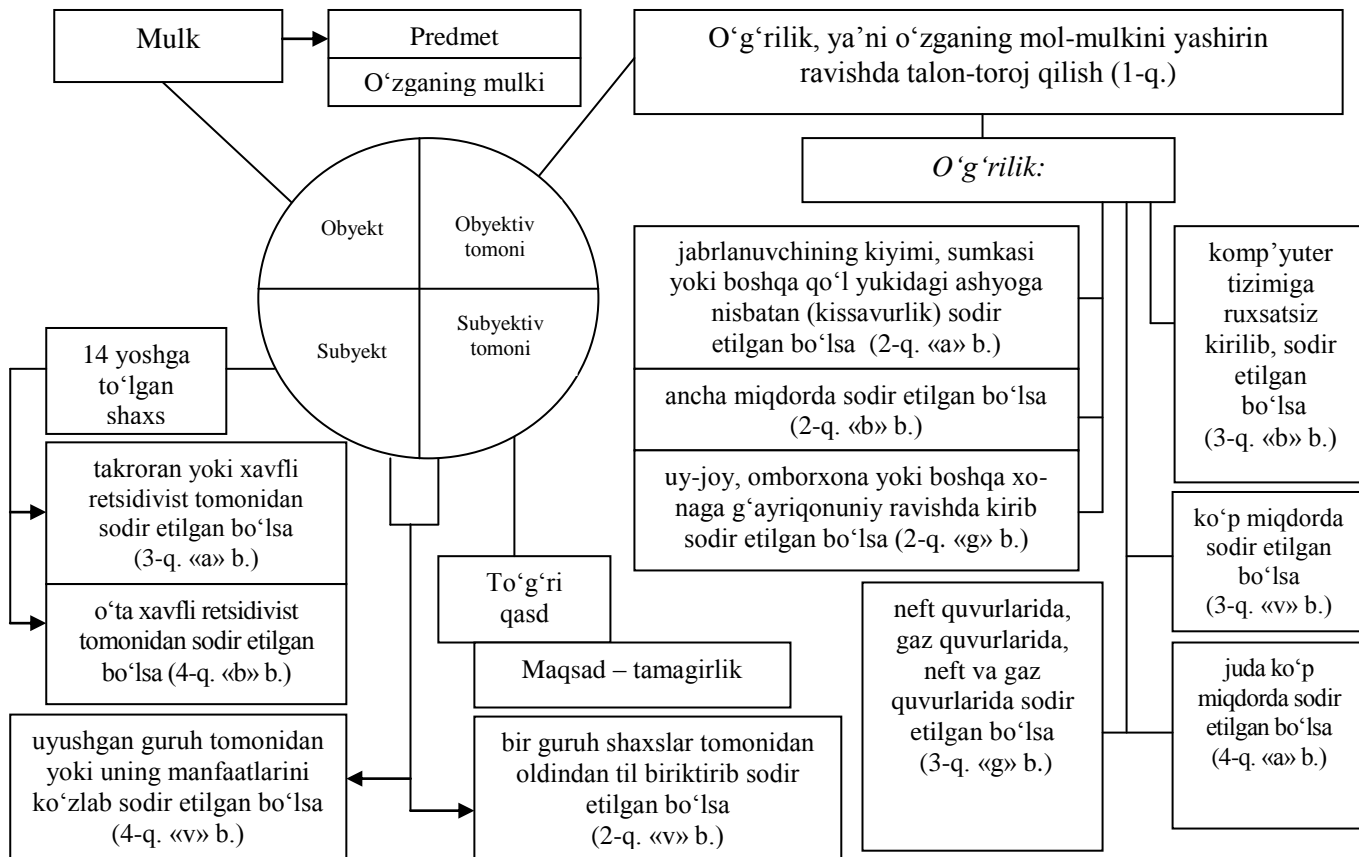 Mulk
Predmet
O‘zganing mulki
O‘g‘rilik, ya’ni o‘zganing mol-mulkini yashirin
ravishda talon-toroj qilish (1-q.)
O‘g‘rilik:
Obyekt
Obyektiv
tomoni
Subyekt
Subyektiv
tomoni
jabrlanuvchining kiyimi, sumkasi
yoki boshqa qo‘l yukidagi ashyoga
nisbatan (kissavurlik) sodir
etilgan bo‘lsa (2-q. «a» b.)
ancha miqdorda sodir etilgan bo‘lsa
(2-q. «b» b.)
uy-joy, omborxona yoki boshqa xo-
naga g‘ayriqonuniy ravishda kirib
sodir etilgan bo‘lsa (2-q. «g» b.)
komp’yuter
tizimiga
ruxsatsiz
kirilib, sodir
etilgan
bo‘lsa
(3-q. «b» b.)
14 yoshga
to‘lgan
shaxs
takroran yoki xavfli
retsidivist tomonidan
sodir etilgan bo‘lsa
(3-q. «a» b.)
o‘ta xavfli retsidivist
tomonidan sodir etilgan
bo‘lsa (4-q. «b» b.)
To‘g‘ri
qasd
Maqsad – tamagirlik
ko‘p miqdorda
sodir etilgan
bo‘lsa
(3-q. «v» b.)
neft quvurlarida,
gaz quvurlarida,
neft va gaz
quvurlarida sodir
etilgan bo‘lsa
(3-q. «g» b.)
juda ko‘p
miqdorda sodir
etilgan bo‘lsa
(4-q. «a» b.)
uyushgan guruh tomonidan
yoki uning manfaatlarini
ko‘zlab sodir etilgan bo‘lsa
(4-q. «v» b.)
bir guruh shaxslar tomonidan
oldindan til biriktirib sodir
etilgan bo‘lsa
(2-q. «v» b.)